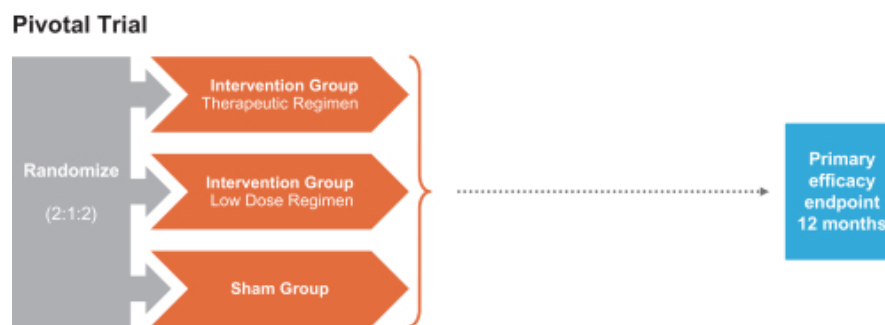 Pivotal Trial
Randomize
(2:1:2)
Intervention Group
Therapeutic Regimen
Intervention Group
Low Dose Regimen
Sham Group
Primary
efficacy
endpoint
12 months